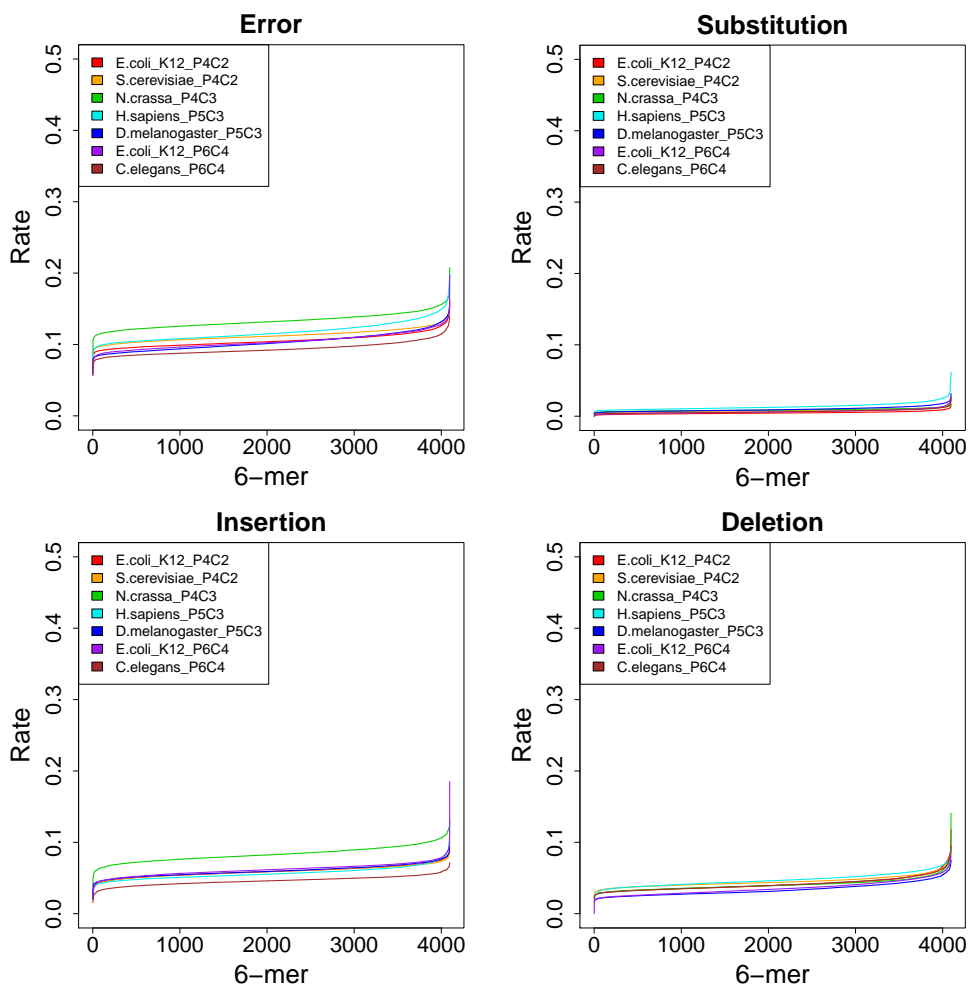 Error
E.coli_K12_P4C2
S.cerevisiae_P4C2
N.crassa_P4C3
H.sapiens_P5C3
D.melanogaster_P5C3
E.coli_K12_P6C4
C.elegans_P6C4
Rate
0.0
0.1
0.2
0.3
0.4
0.5
0
1000
2000
3000
4000
6−mer
Substitution
E.coli_K12_P4C2
S.cerevisiae_P4C2
N.crassa_P4C3
H.sapiens_P5C3
D.melanogaster_P5C3
E.coli_K12_P6C4
C.elegans_P6C4
Rate
0.0
0.1
0.2
0.3
0.4
0.5
0
1000
2000
3000
4000
6−mer
Insertion
E.coli_K12_P4C2
S.cerevisiae_P4C2
N.crassa_P4C3
H.sapiens_P5C3
D.melanogaster_P5C3
E.coli_K12_P6C4
C.elegans_P6C4
Rate
0.0
0.1
0.2
0.3
0.4
0.5
0
1000
2000
3000
4000
6−mer
Deletion
E.coli_K12_P4C2
S.cerevisiae_P4C2
N.crassa_P4C3
H.sapiens_P5C3
D.melanogaster_P5C3
E.coli_K12_P6C4
C.elegans_P6C4
Rate
0.0
0.1
0.2
0.3
0.4
0.5
0
1000
2000
3000
4000
6−mer